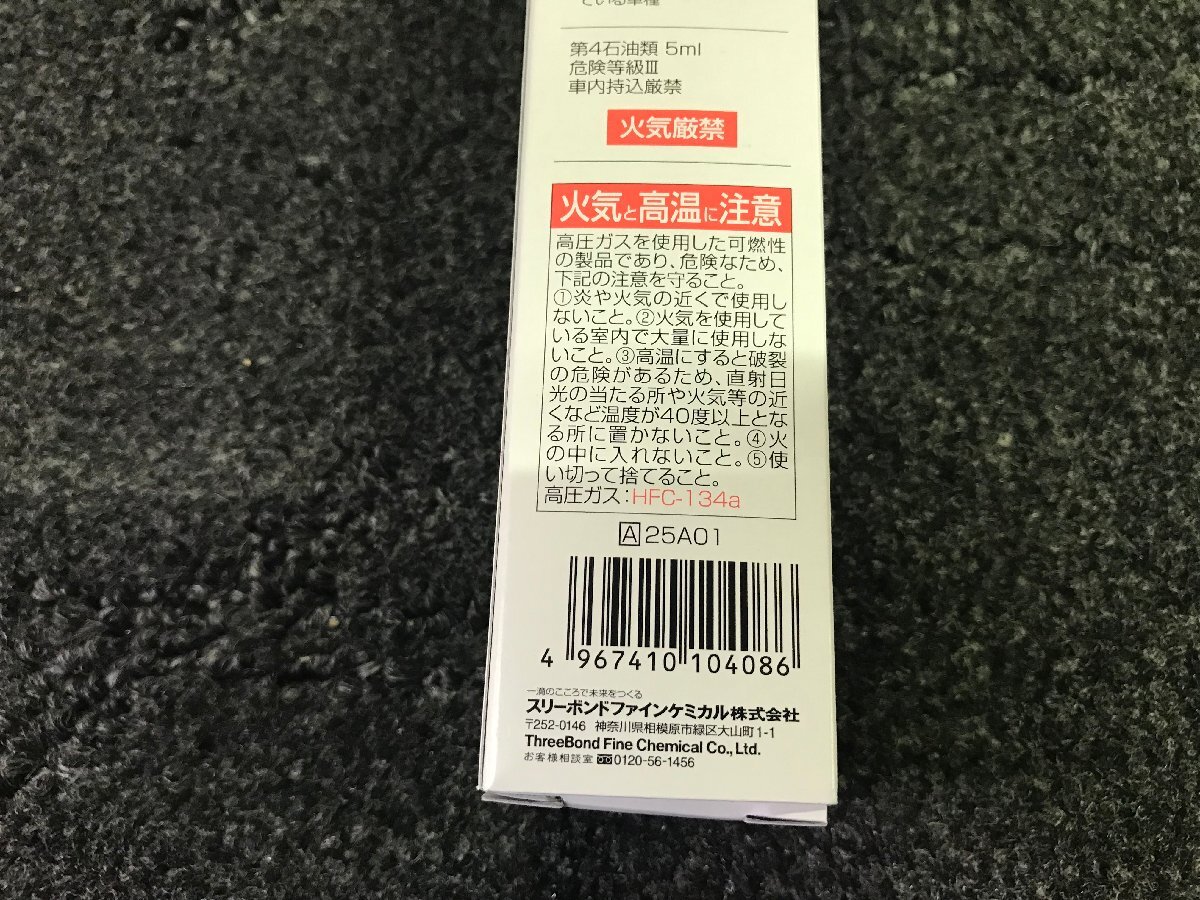 ている車種
第4石油類 5ml
危険等級Ⅲ
車内持込厳禁
火気厳禁
火気と高温に注意
高圧ガスを使用した可燃性
の製品であり、危険なため、
下記の注意を守ること。
①炎や火気の近くで使用し
ないこと。②火気を使用して
いる室内で大量に使用しな
いこと。③高温にすると破裂
の危険があるため、直射日
光の当たる所や火気等の近
くなど温度が40度以上とな
る所に置かないこと。④火
の中に入れないこと。⑤使
い切って捨てること。
高圧ガス：HFC-134a
A 25A01
4 967410 104086
一滴のこころで未来をつくる
スリーボンドファインケミカル株式会社
〒252-0146 神奈川県相模原市緑区大山町1-1
ThreeBond Fine Chemical Co., Ltd.
お客様相談室 0120-56-1456